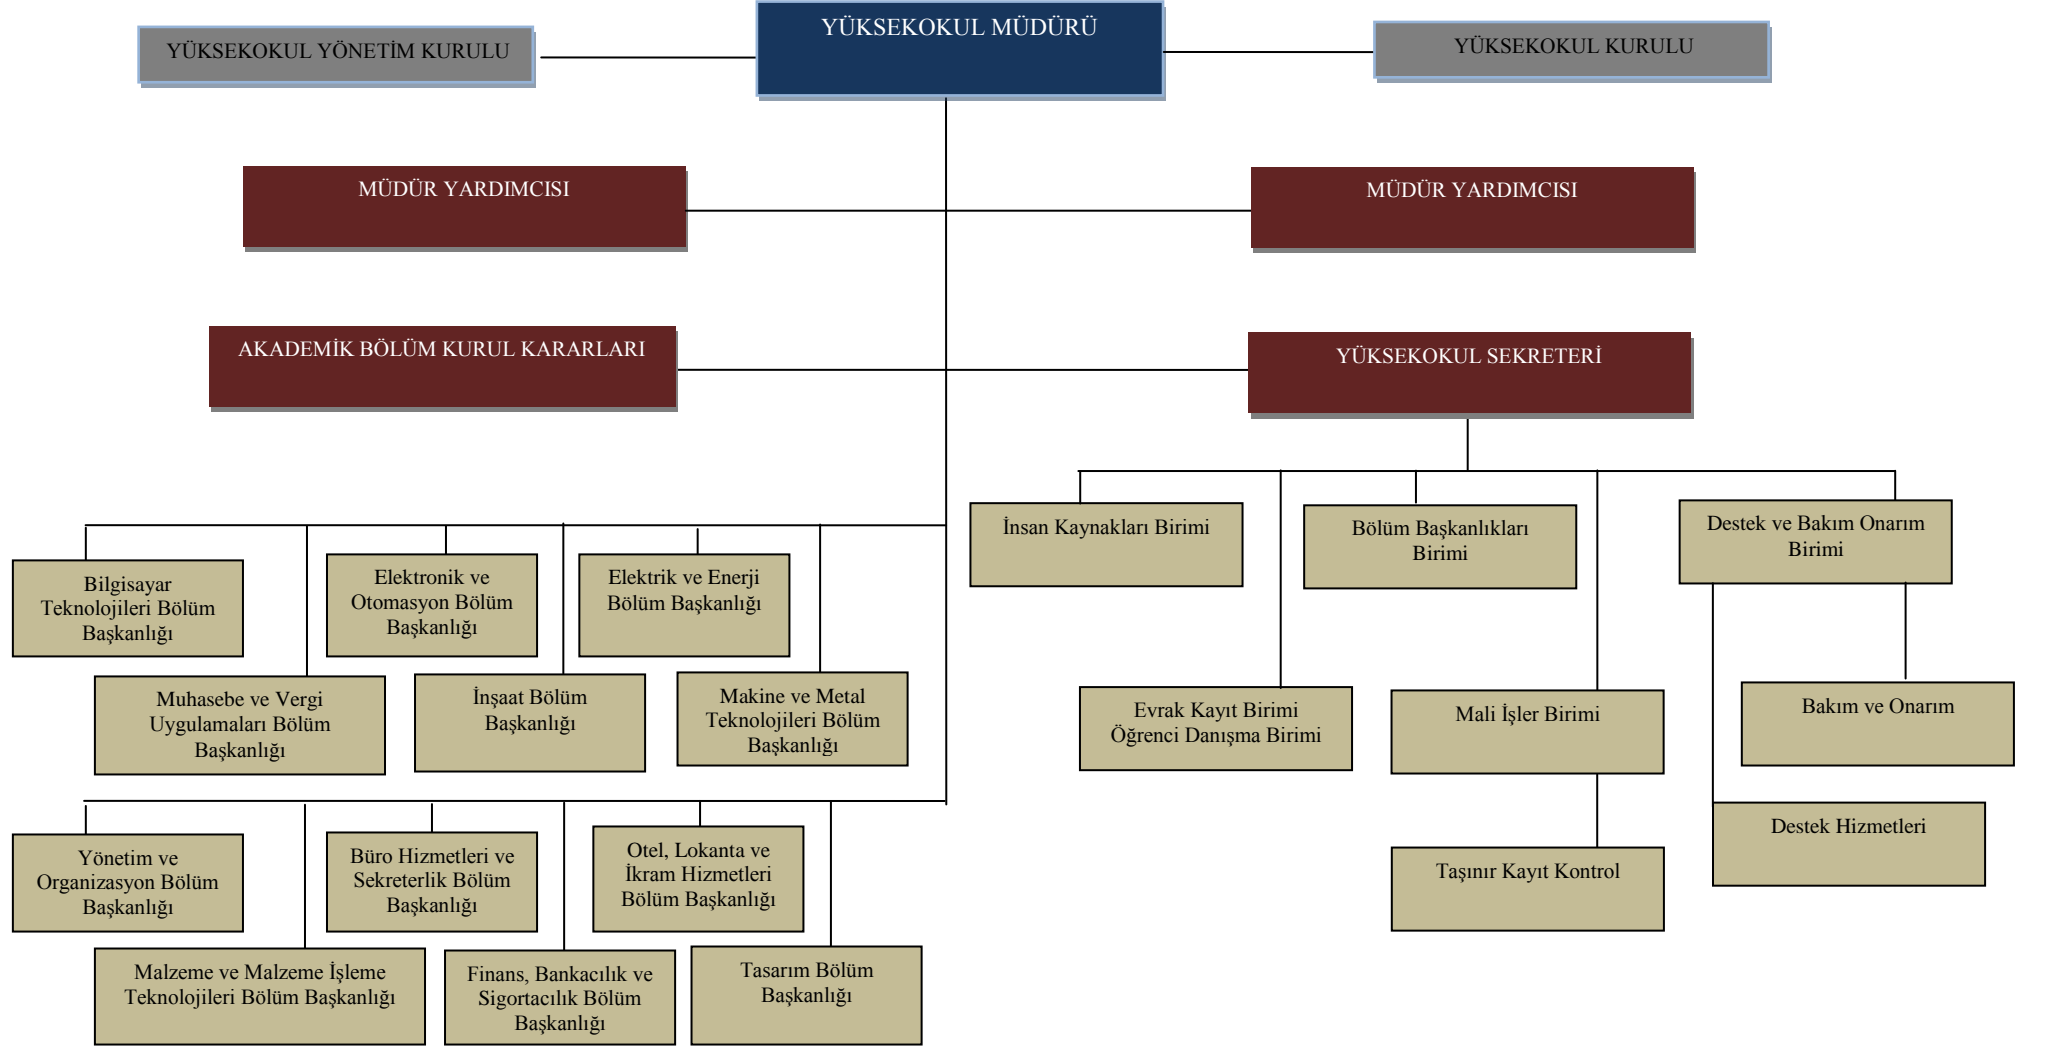 YÜKSEKOKUL MÜDÜRÜ
YÜKSEKOKUL YÖNETİM KURULU
YÜKSEKOKUL KURULU
MÜDÜR YARDIMCISI
MÜDÜR YARDIMCISI
AKADEMİK BÖLÜM KURUL KARARLARI
YÜKSEKOKUL SEKRETERİ
İnsan Kaynakları Birimi
Bölüm Başkanlıkları
Birimi
Destek ve Bakım Onarım
Birimi
Bilgisayar
Teknolojileri Bölüm
Başkanlığı
Elektronik ve
Otomasyon Bölüm
Başkanlığı
Elektrik ve Enerji
Bölüm Başkanlığı
Muhasebe ve Vergi
Uygulamaları Bölüm
Başkanlığı
İnşaat Bölüm
Başkanlığı
Makine ve Metal
Teknolojileri Bölüm
Başkanlığı
Evrak Kayıt Birimi
Öğrenci Danışma Birimi
Mali İşler Birimi
Bakım ve Onarım
Destek Hizmetleri
Taşınır Kayıt Kontrol
Yönetim ve
Organizasyon Bölüm
Başkanlığı
Büro Hizmetleri ve
Sekreterlik Bölüm
Başkanlığı
Otel, Lokanta ve
İkram Hizmetleri
Bölüm Başkanlığı
Malzeme ve Malzeme İşleme
Teknolojileri Bölüm Başkanlığı
Finans, Bankacılık ve
Sigortacılık Bölüm
Başkanlığı
Tasarım Bölüm
Başkanlığı